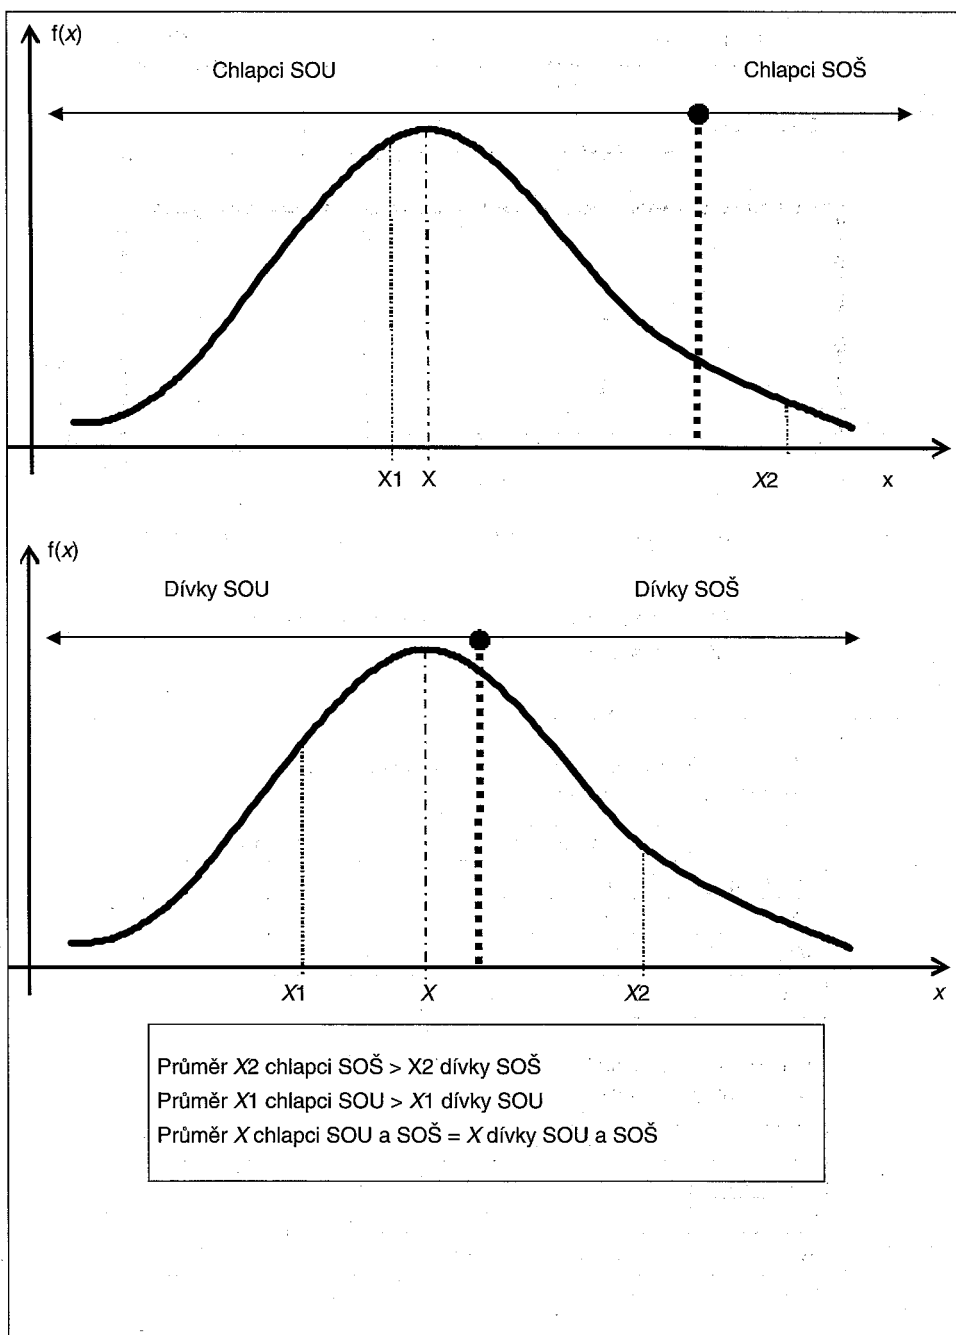 f(x)
Chlapci SOU Chlapci SOŠ
X1 X X2 x
f(x)
Dívky SOU Dívky SOŠ
X1 X X2 x
Průměr X2 chlapci SOŠ > X2 dívky SOŠ
Průměr X1 chlapci SOU > X1 dívky SOU
Průměr X chlapci SOU a SOŠ = X dívky SOU a SOŠ